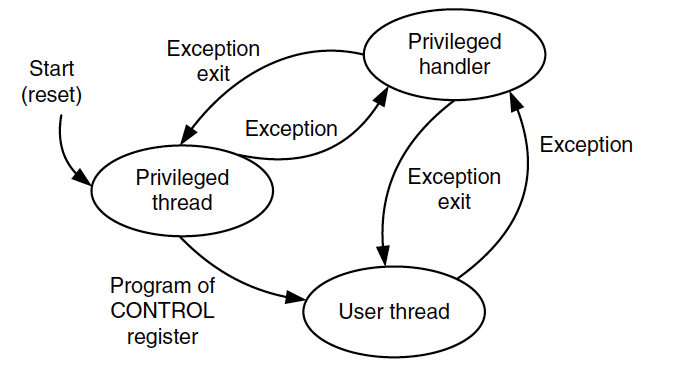 Exception
exit
Privileged
handler
Start
(reset)
Exception
Exception
Privileged
thread
Exception
exit
Program of
CONTROL
register
User thread